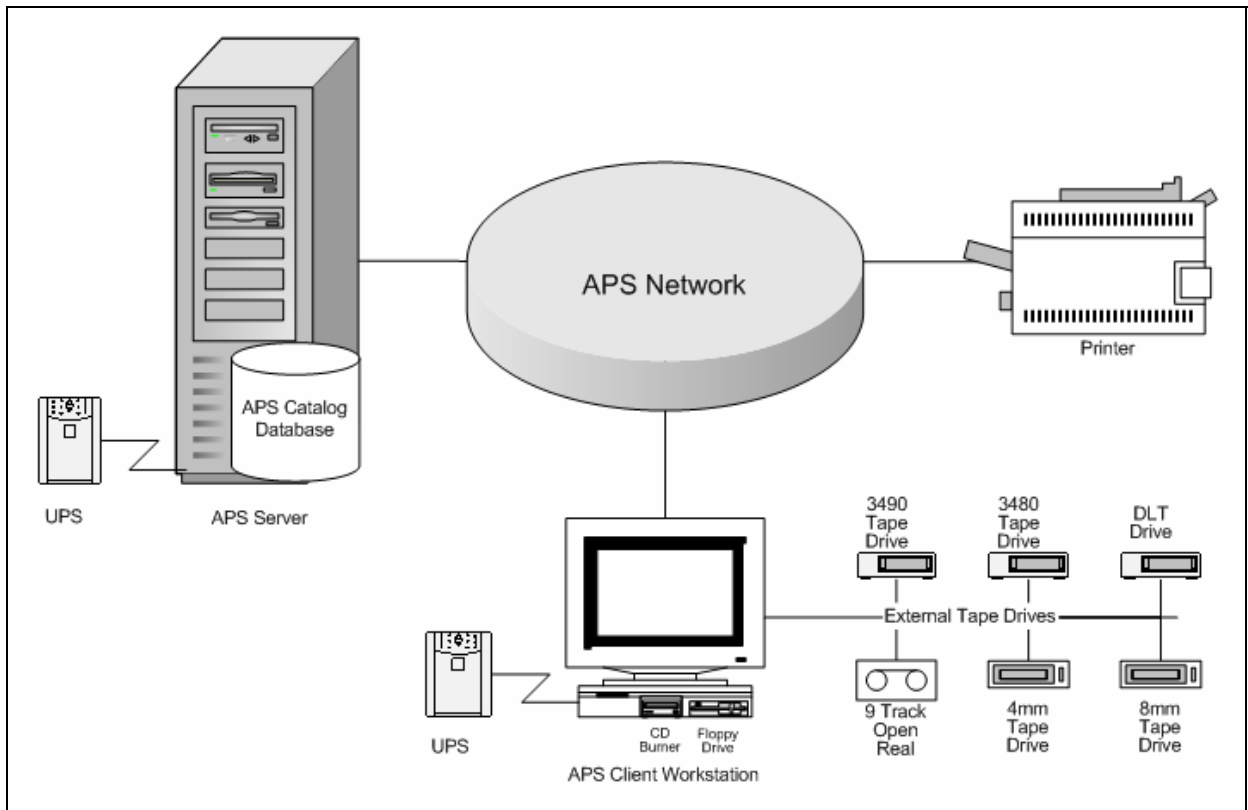 APS Network
Printer
APS Catalog
Database
UPS
APS Server
3490
Tape
Drive
3480
Tape
Drive
DLT
Drive
External Tape Drives
UPS
CD
Burner
Floppy
Drive
APS Client Workstation
9 Track
Open
Real
4mm
Tape
Drive
8mm
Tape
Drive